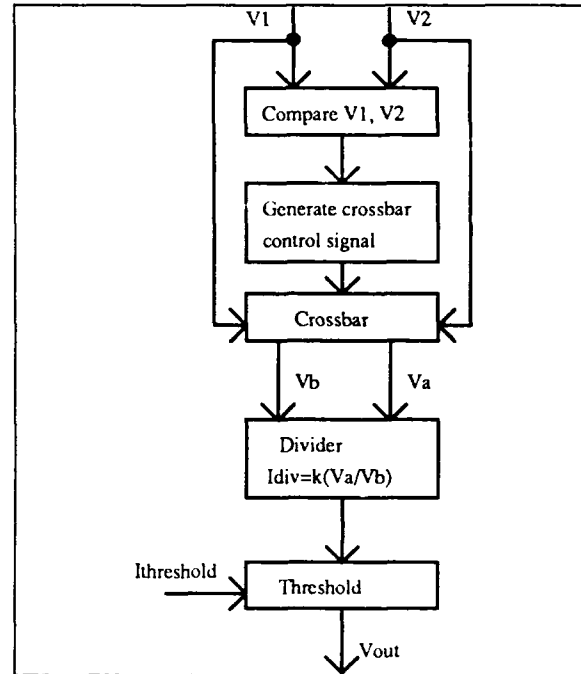 V1 V2
Compare V1, V2
Generate crossbar
control signal
Crossbar
Vb Va
Divider
Idiv=k(Va/Vb)
Ithreshold
Threshold
Vout